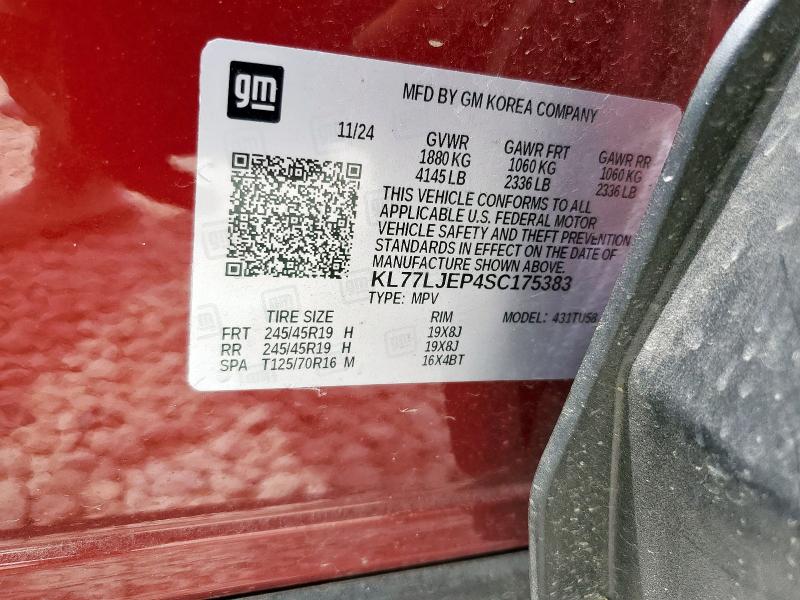 gm
MFD BY GM KOREA COMPANY
11/24
GVWR
1880 KG
4145 LB
GAWR FRT
1060 KG
2336 LB
GAWR RR
1060 KG
2336 LB
THIS VEHICLE CONFORMS TO ALL
APPLICABLE U.S. FEDERAL MOTOR
VEHICLE SAFETY AND THEFT PREVENTION
STANDARDS IN EFFECT ON THE DATE OF
MANUFACTURE SHOWN ABOVE.
KL77LJEP4SC175383
TYPE: MPV
TIRE SIZE RIM MODEL: 431TU58
FRT 245/45R19 H 19X8J
RR 245/45R19 H 19X8J
SPA T125/70R16 M 16X4BT